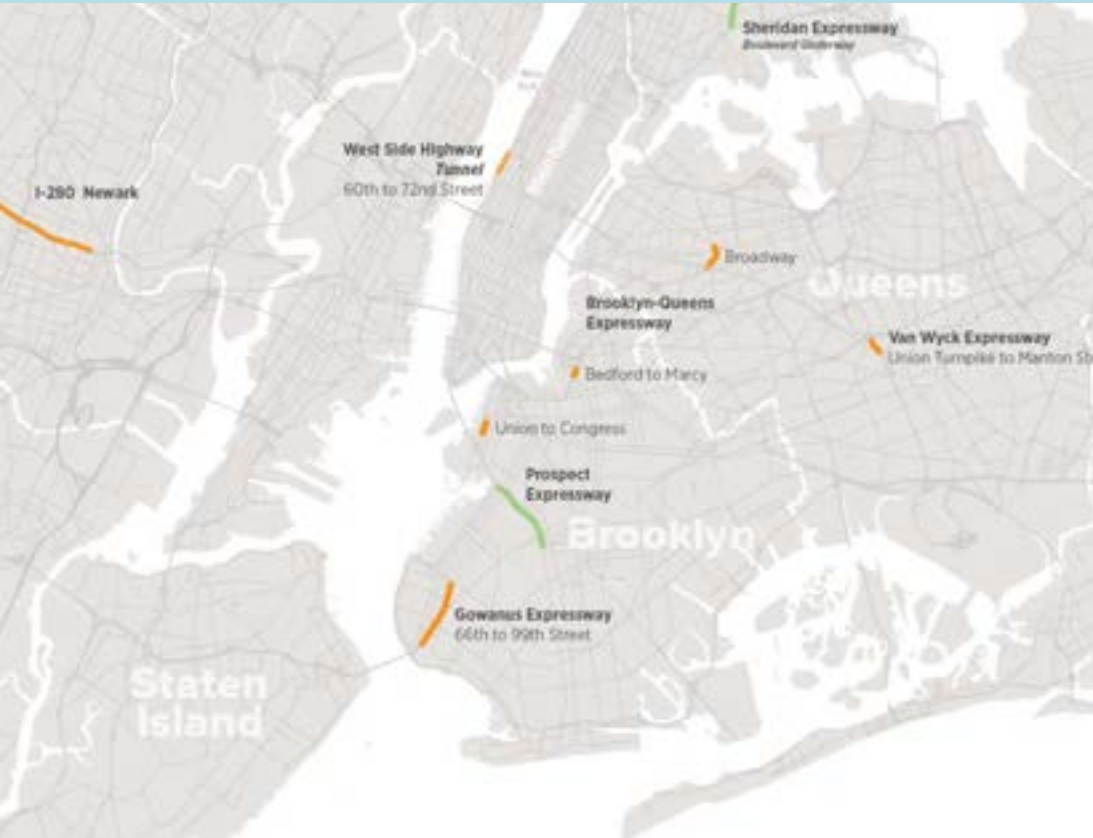 Sheridan Expressway
Boulevard Underway
West Side Highway
Tunnel
60th to 72nd Street
I-280 Newark
Broadway
Queens
Brooklyn-Queens
Expressway
Van Wyck Expressway
Union Turnpike to Manton
Bedford to Marcy
Union to Congress
Prospect
Expressway
Brooklyn
Gowanus Expressway
66th to 99th Street
Staten
Island